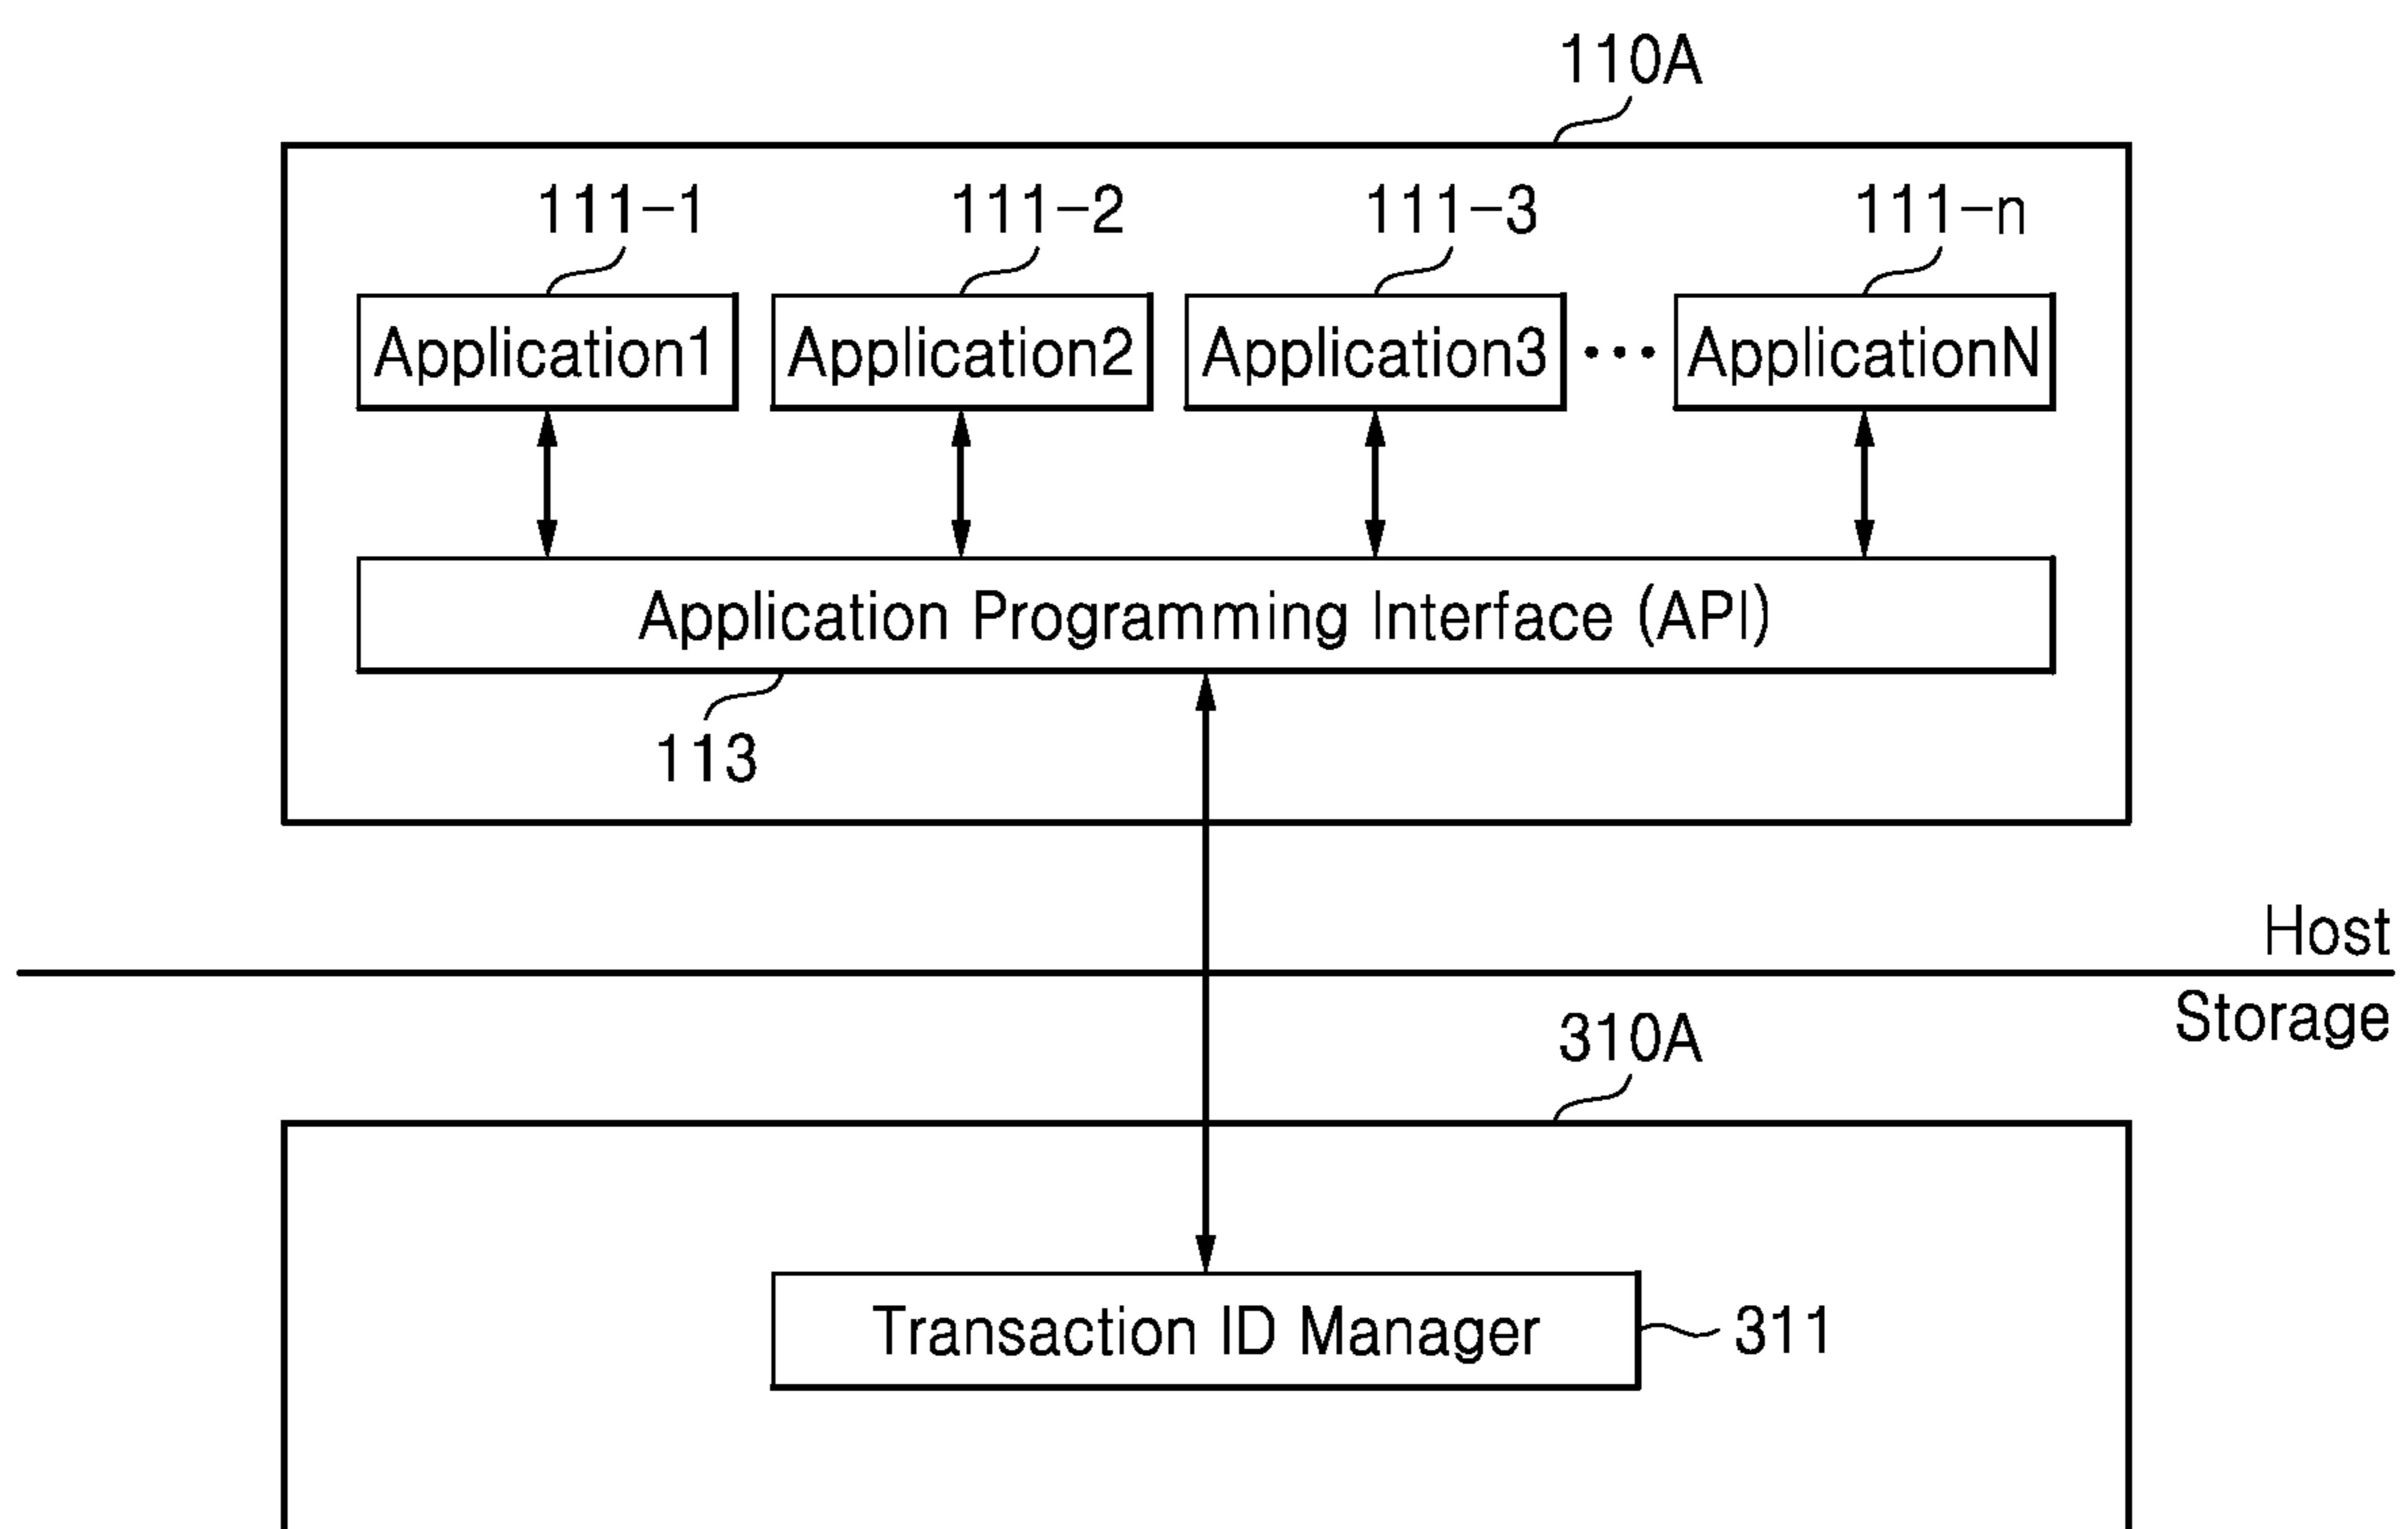 110A
111-1 111-2 111-3 111-n
Application1 Application2 Application3 ••• ApplicationN
Application Programming Interface (API)
113
Host
Storage
310A
Transaction ID Manager 311